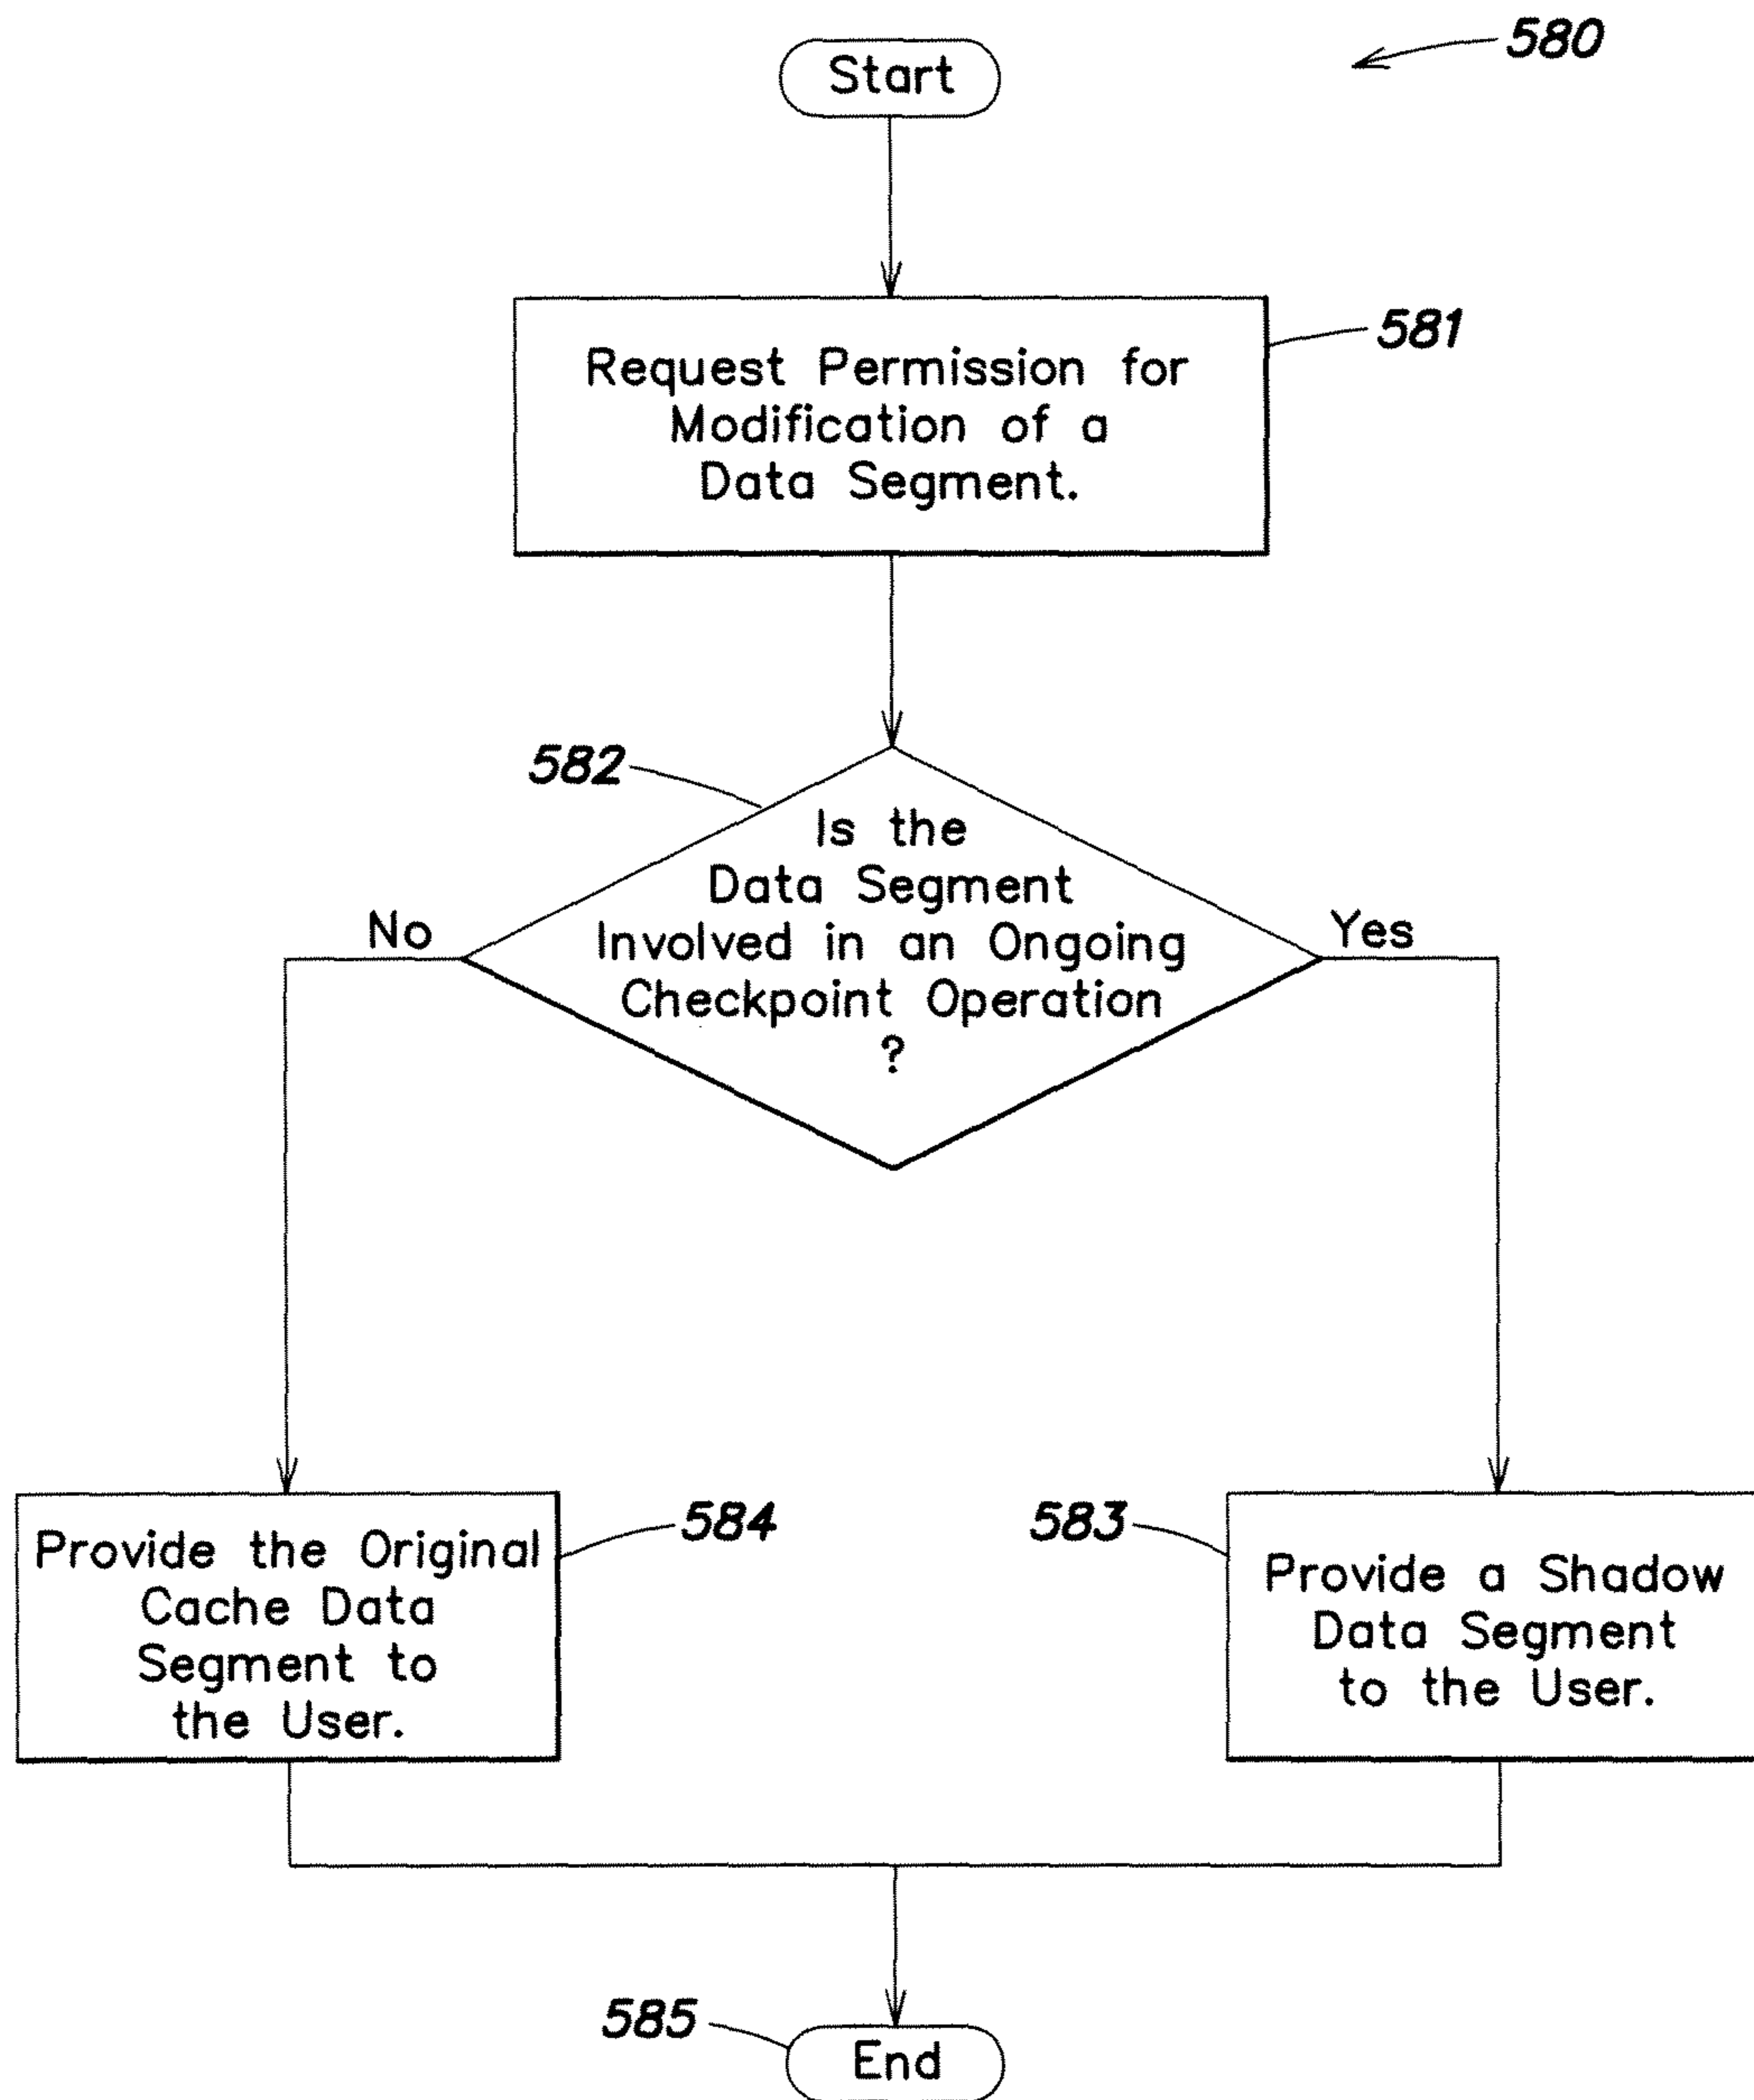 580
Start
581
Request Permission for
Modification of a
Data Segment.
582
Is the
Data Segment
Involved in an Ongoing
Checkpoint Operation
?
No
Yes
584
Provide the Original
Cache Data
Segment to
the User.
583
Provide a Shadow
Data Segment
to the User.
585
End